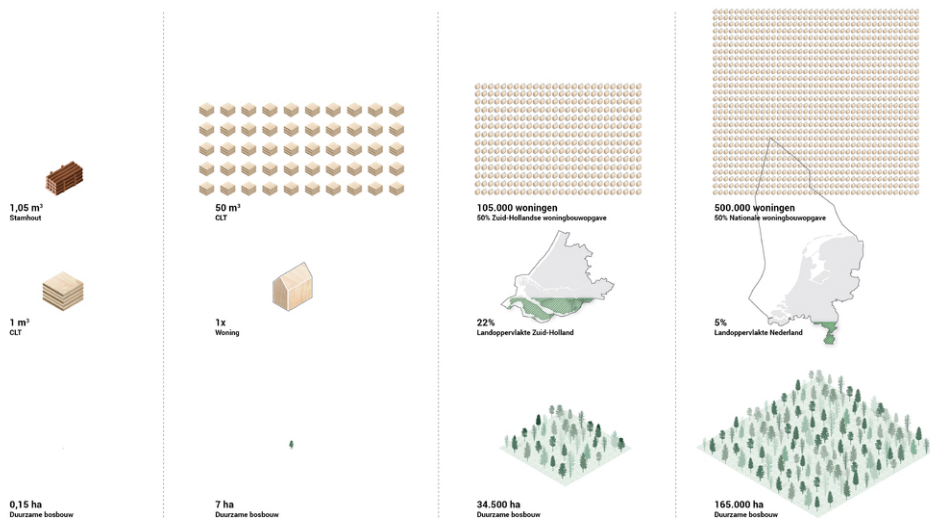 1,05 m³
Stamhout
50 m³
CLT
105.000 woningen
50% Zuid-Hollandse woningbouwopgave
500.000 woningen
50% Nationale woningbouwopgave
1 m³
CLT
1x
Woning
22%
Landoppervlakte Zuid-Holland
5%
Landoppervlakte Nederland
0,15 ha
Duurzame bosbouw
7 ha
Duurzame bosbouw
34.500 ha
Duurzame bosbouw
165.000 ha
Duurzame bosbouw